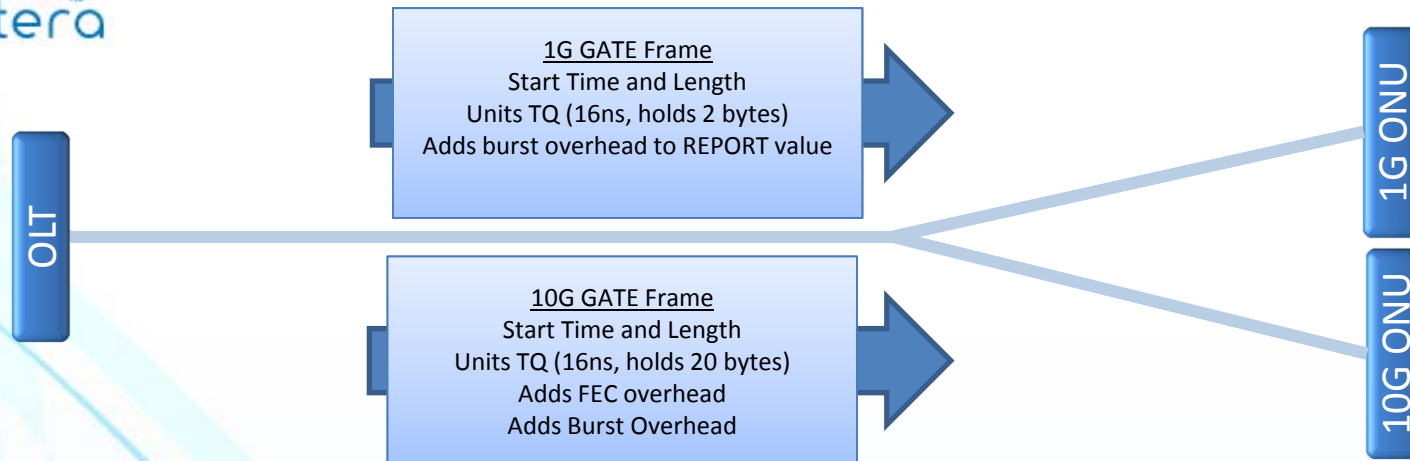 1G GATE Frame
Start Time and Length
Units TQ (16ns, holds 2 bytes)
Adds burst overhead to REPORT value
OLT
1G ONU
10G GATE Frame
Start Time and Length
Units TQ (16ns, holds 20 bytes)
Adds FEC overhead
Adds Burst Overhead
10G ONU